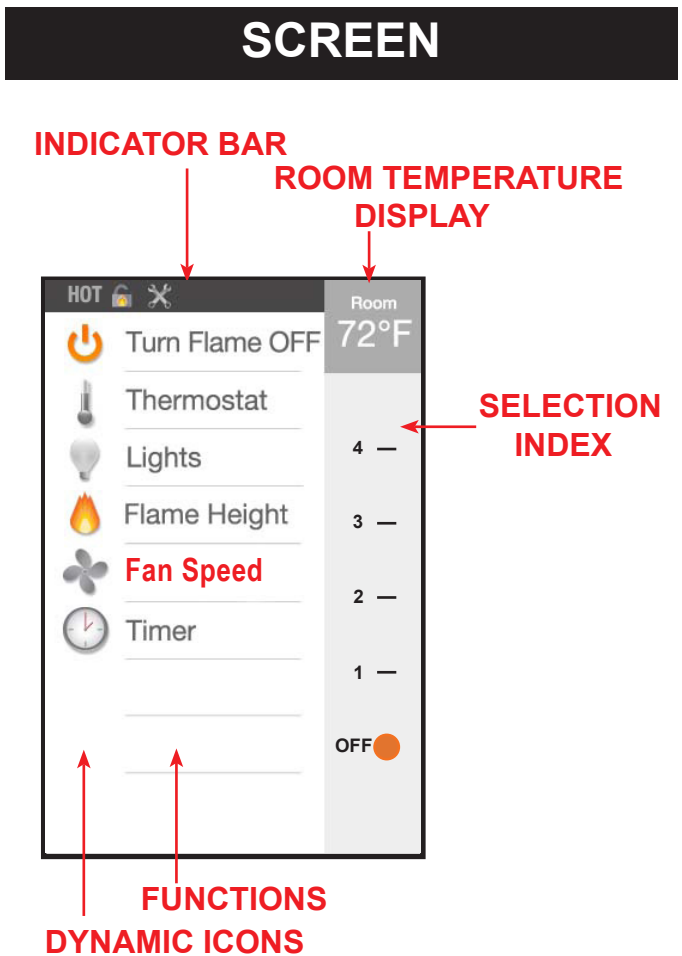 SCREEN
INDICATOR BAR
ROOM TEMPERATURE
DISPLAY
HOT
Room
72°F
Turn Flame OFF
Thermostat
Lights
Flame Height
Fan Speed
Timer
4
3
2
1
OFF
SELECTION
INDEX
FUNCTIONS
DYNAMIC ICONS